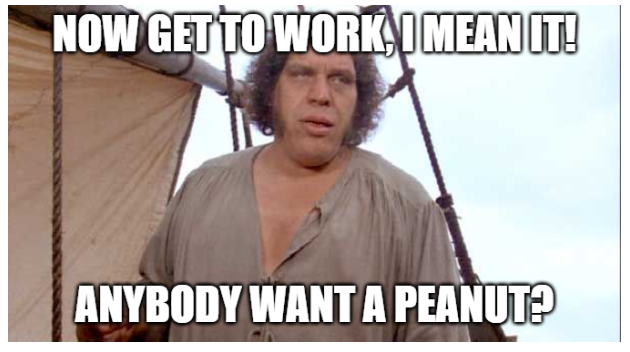 NOW GET TO WORK, I MEAN IT!
ANYBODY WANT A PEANUT?